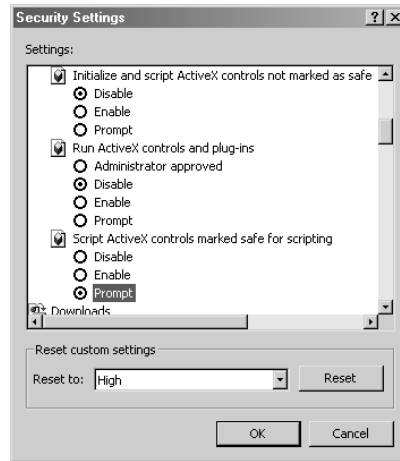 Security Settings
Settings:
Initialize and script ActiveX controls not marked as safe
Disable
Enable
Prompt
Run ActiveX controls and plug-ins
Administrator approved
Disable
Enable
Prompt
Script ActiveX controls marked safe for scripting
Disable
Enable
Prompt
Downloads
Reset custom settings
Reset to: High Reset
OK Cancel